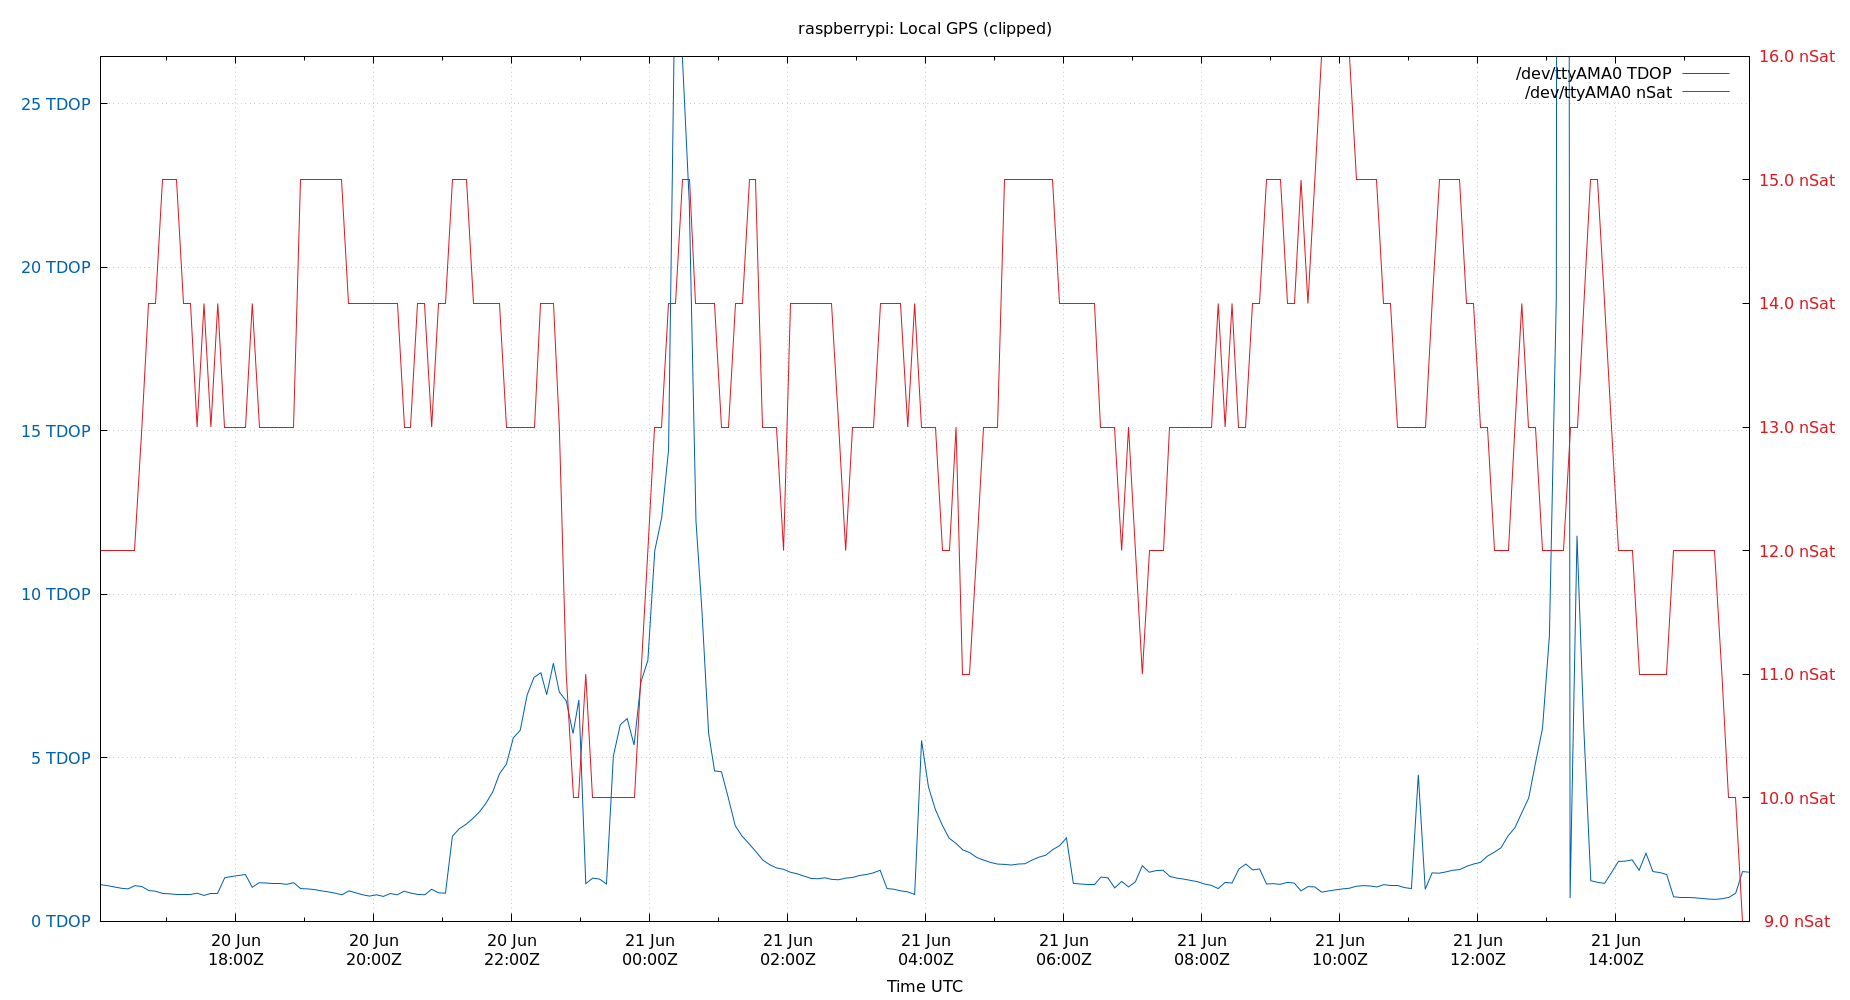 raspberrypi: Local GPS (clipped)
/dev/ttyAMA0 TDOP
/dev/ttyAMA0 nSat
25 TDOP
20 TDOP
15 TDOP
10 TDOP
5 TDOP
0 TDOP
16.0 nSat
15.0 nSat
14.0 nSat
13.0 nSat
12.0 nSat
11.0 nSat
10.0 nSat
9.0 nSat
20 Jun
18:00Z
20 Jun
20:00Z
20 Jun
22:00Z
21 Jun
00:00Z
21 Jun
02:00Z
21 Jun
04:00Z
21 Jun
06:00Z
21 Jun
08:00Z
21 Jun
10:00Z
21 Jun
12:00Z
21 Jun
14:00Z
Time UTC